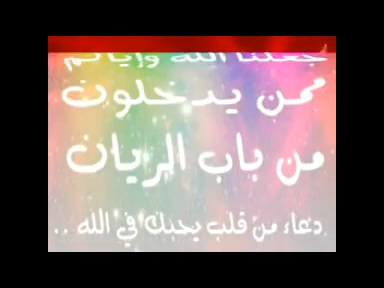 جعلنا الله وإياكم
ممن يدخلون
من باب الريان
دعاء من قلب يحبك في الله ..